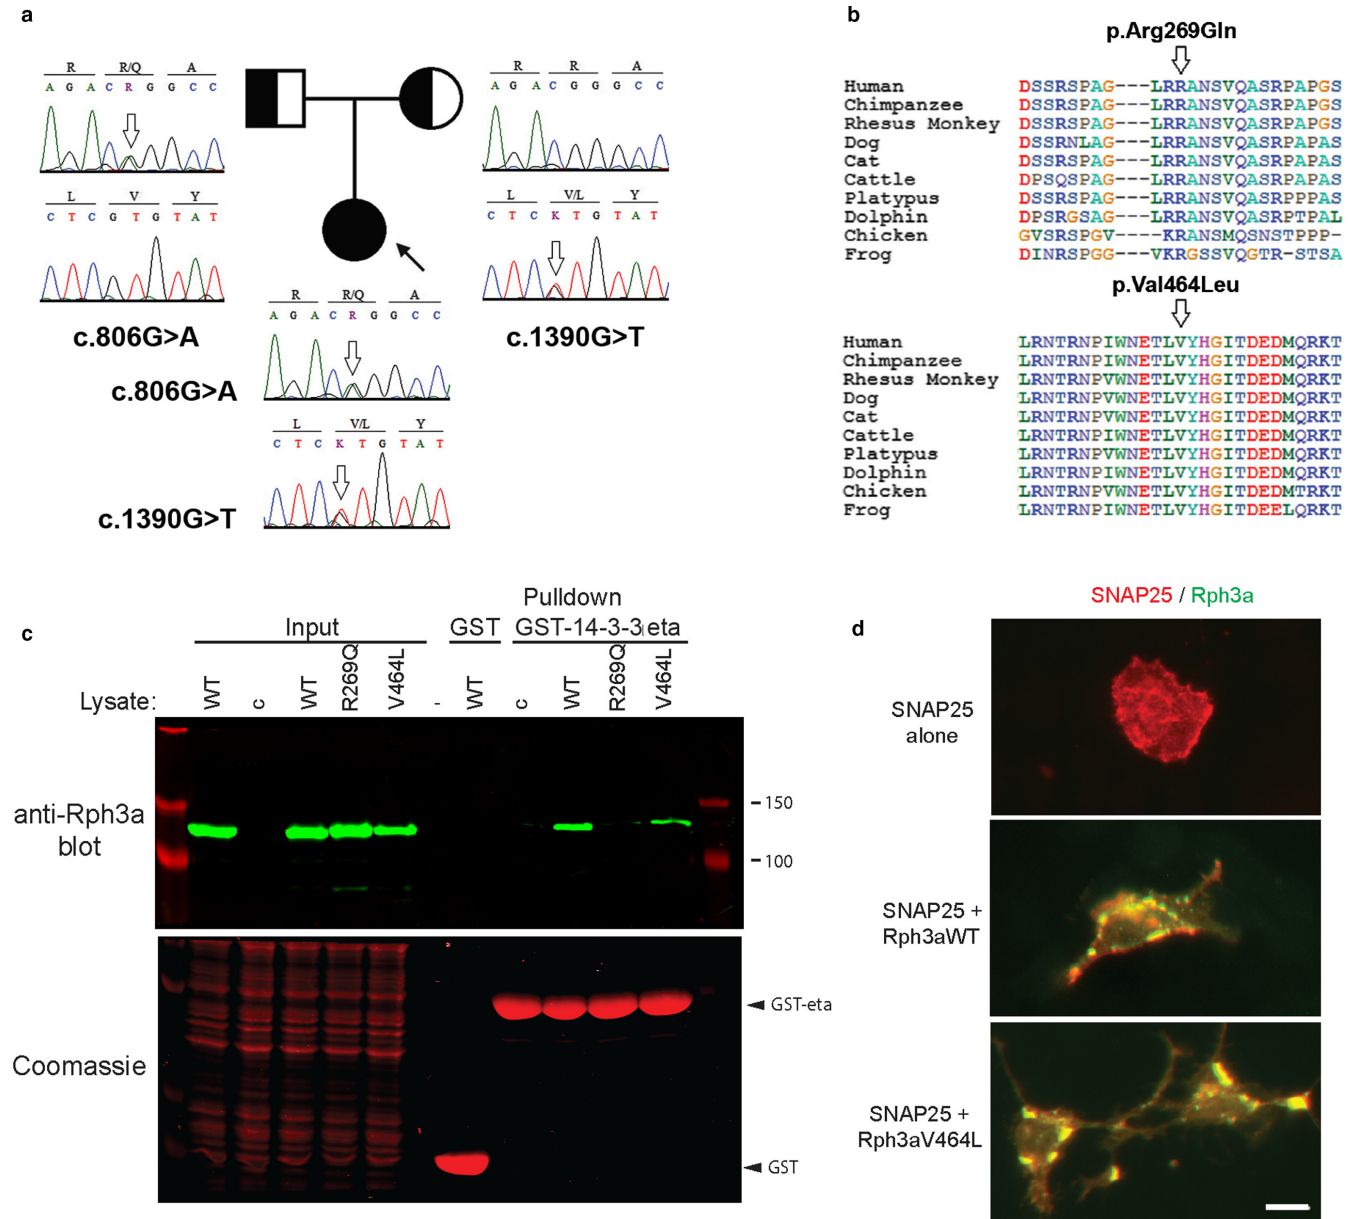 a
R R/Q A
A G A C R G G C C
L V Y
C T C G T G T A T
c.806G>A
R R A
A G A C G G G C C
L V/L Y
C T C K T G T A T
c.1390G>T
c.806G>A
R R/Q A
A G A C R G G C C
c.1390G>T
L V/L Y
C T C K T G T A T
b
p.Arg269Gln
Human DSSRSPAG---LRRANSVQASRPAPGS
Chimpanzee DSSRSPAG---LRRANSVQASRPAPGS
Rhesus Monkey DSSRSPAG---LRRANSVQASRPAPGS
Dog DSSRNLAG---LRRANSVQASRPAPAS
Cat DSSRSPAG---LRRANSVQASRPAPAS
Cattle DPSQSPAG---LRRANSVQASRPAPAS
Platypus DSSRSPAG---LRRANSVQASRPPPAS
Dolphin DPSRGSAG---LRRANSVQASRPTPAL
Chicken GVSRSPGV----KRANSMQSNSTPPP-
Frog DINRSPGG---VKRGSSVQGTR-STSA
p.Val464Leu
Human LRNTRNPIWNETLVYHGITDEDMQRKT
Chimpanzee LRNTRNPIWNETLVYHGITDEDMQRKT
Rhesus Monkey LRNTRNPVWNETLVYHGITDEDMQRKT
Dog LRNTRNPVWNETLVYHGITDEDMQRKT
Cat LRNTRNPVWNETLVYHGITDEDMQRKT
Cattle LRNTRNPVWNETLVYHGITDEDMQRKT
Platypus LRNTRNPVWNETLVYHGITDEDMQRKT
Dolphin LRNTRNPIWNETLVYHGITDEDMQRKT
Chicken LRNTRNPVWNETLVYHGITDEDMTRKT
Frog LRNTRNPIWNETLVYHGITDEELQRKT
c
Pulldown
Input GST GST-14-3-3 eta
Lysate: WT c WT R269Q V464L - WT c WT R269Q V464L
anti-Rph3a
blot
150
100
Coomassie
GST-eta
GST
d
SNAP25 / Rph3a
SNAP25
alone
SNAP25 +
Rph3aWT
SNAP25 +
Rph3aV464L